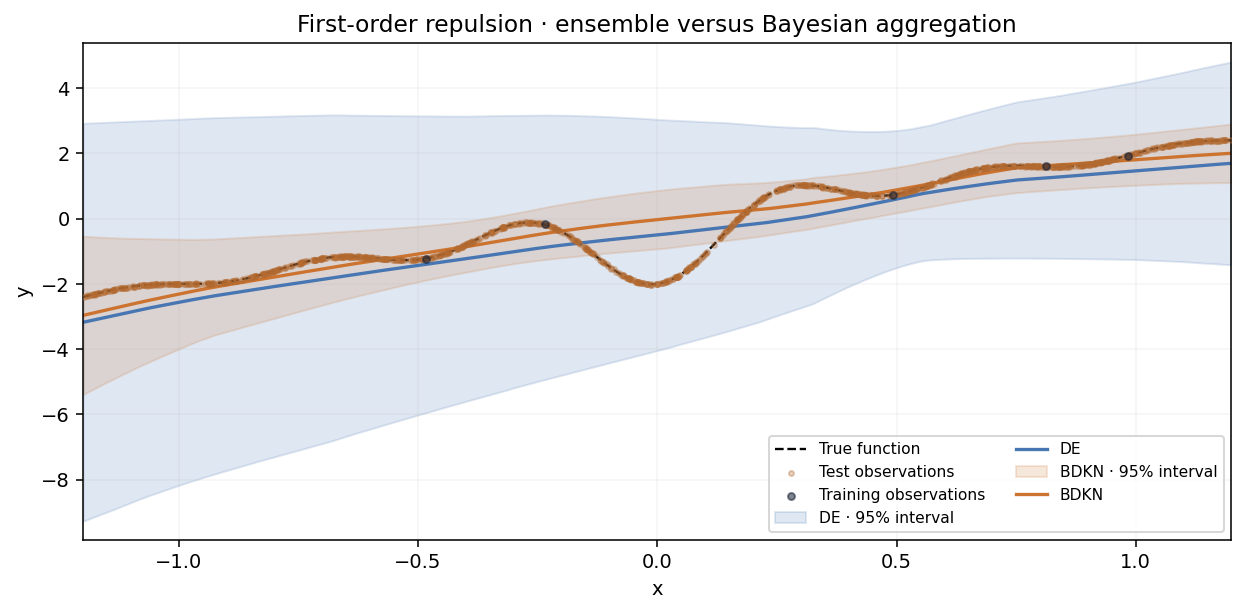 First-order repulsion · ensemble versus Bayesian aggregation
y
4
2
0
−2
−4
−6
−8
−1.0
−0.5
0.0
0.5
1.0
x
True function
Test observations
Training observations
DE · 95% interval
DE
BDKN · 95% interval
BDKN